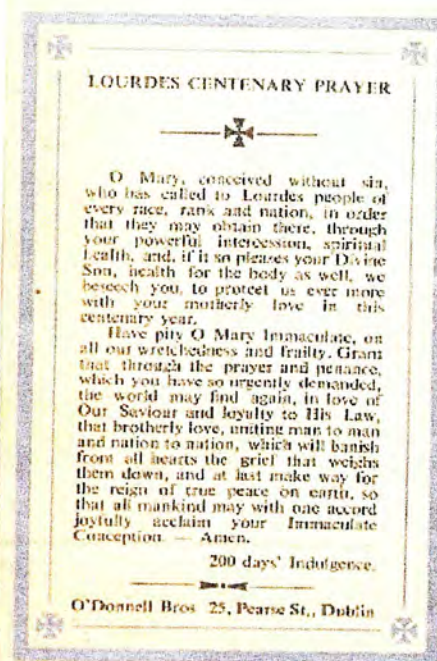 LOURDES CENTENARY PRAYER
O Mary, conceived without sin,
who has called to Lourdes people of
every race, rank and nation, in order
that they may obtain there, through
your powerful intercession, spiritual
health, and, if it so pleases your Divine
Son, health for the body as well, we
beseech you, to protect us ever more
with your motherly love in this
centenary year.
Have pity O Mary Immaculate, on
all our wretchedness and frailty. Grant
that through the prayer and penance,
which you have so urgently demanded,
the world may find again, in love of
Our Saviour and loyalty to His Law,
that brotherly love, uniting man to man
and nation to nation, which will banish
from all hearts the grief that weighs
them down, and at last make way for
the reign of true peace on earth, so
that all mankind may with one accord
joyfully acclaim your Immaculate
Conception. — Amen.
200 days' Indulgence.
O'Donnell Bros 25, Pearse St., Dublin